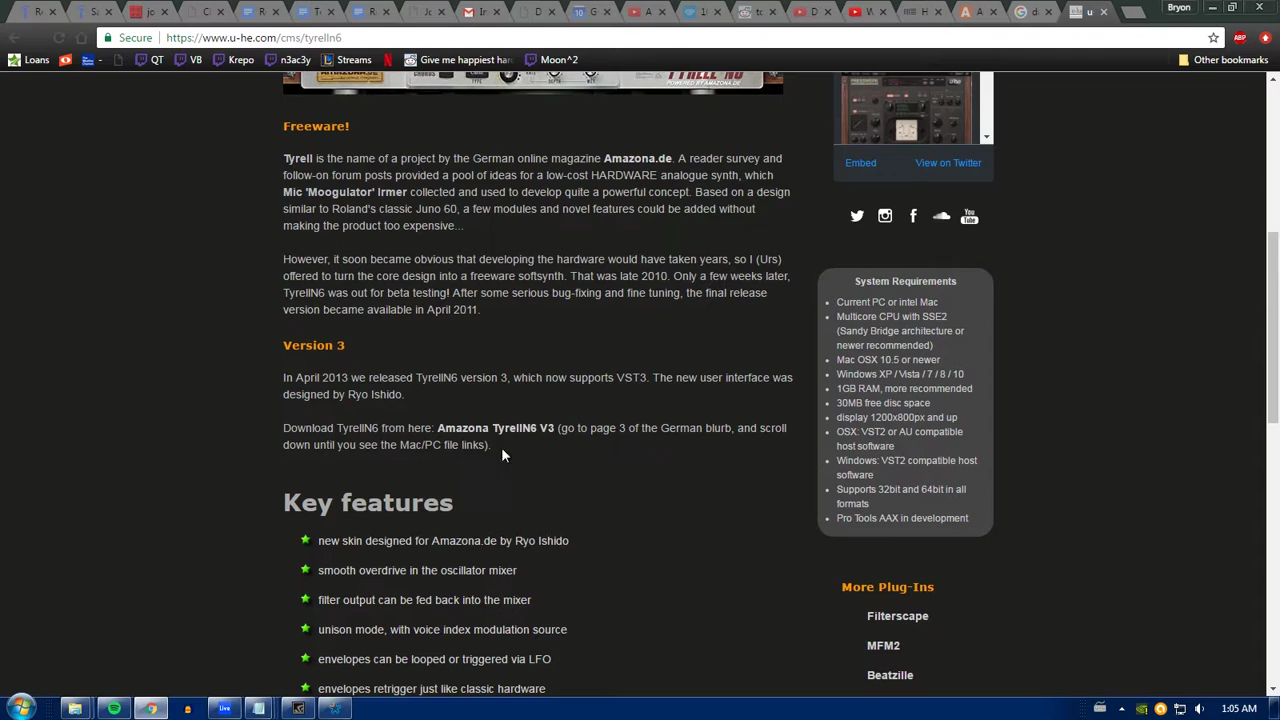 Bryon
Secure
https://www.u-he.com/cms/tyrelln6
ABP
Loans
QT
VB
Krepo
n3ac3y
Streams
Give me happiest har
Moon^2
Other bookmarks
AMAZONA.DE
CHORUS
TYPE
TYRELL N6
POWERED BY AMAZONA.DE
Freeware!
Tyrell is the name of a project by the German online magazine Amazona.de. A reader survey and
follow-on forum posts provided a pool of ideas for a low-cost HARDWARE analogue synth, which
Mic 'Moogulator' Irmer collected and used to develop quite a powerful concept. Based on a design
similar to Roland's classic Juno 60, a few modules and novel features could be added without
making the product too expensive...
However, it soon became obvious that developing the hardware would have taken years, so I (Urs)
offered to turn the core design into a freeware softsynth. That was late 2010. Only a few weeks later,
TyrellN6 was out for beta testing! After some serious bug-fixing and fine tuning, the final release
version became available in April 2011.
Version 3
In April 2013 we released TyrellN6 version 3, which now supports VST3. The new user interface was
designed by Ryo Ishido.
Download TyrellN6 from here: Amazona TyrellN6 V3 (go to page 3 of the German blurb, and scroll
down until you see the Mac/PC file links).
Key features
new skin designed for Amazona.de by Ryo Ishido
smooth overdrive in the oscillator mixer
filter output can be fed back into the mixer
unison mode, with voice index modulation source
envelopes can be looped or triggered via LFO
envelopes retrigger just like classic hardware
Embed
View on Twitter
You
Tube
System Requirements
Current PC or intel Mac
Multicore CPU with SSE2
(Sandy Bridge architecture or
newer recommended)
Mac OSX 10.5 or newer
Windows XP / Vista / 7 / 8 / 10
1GB RAM, more recommended
30MB free disc space
display 1200x800px and up
OSX: VST2 or AU compatible
host software
Windows: VST2 compatible host
software
Supports 32bit and 64bit in all
formats
Pro Tools AAX in development
More Plug-Ins
Filterscape
MFM2
Beatzille
Live
1:05 AM